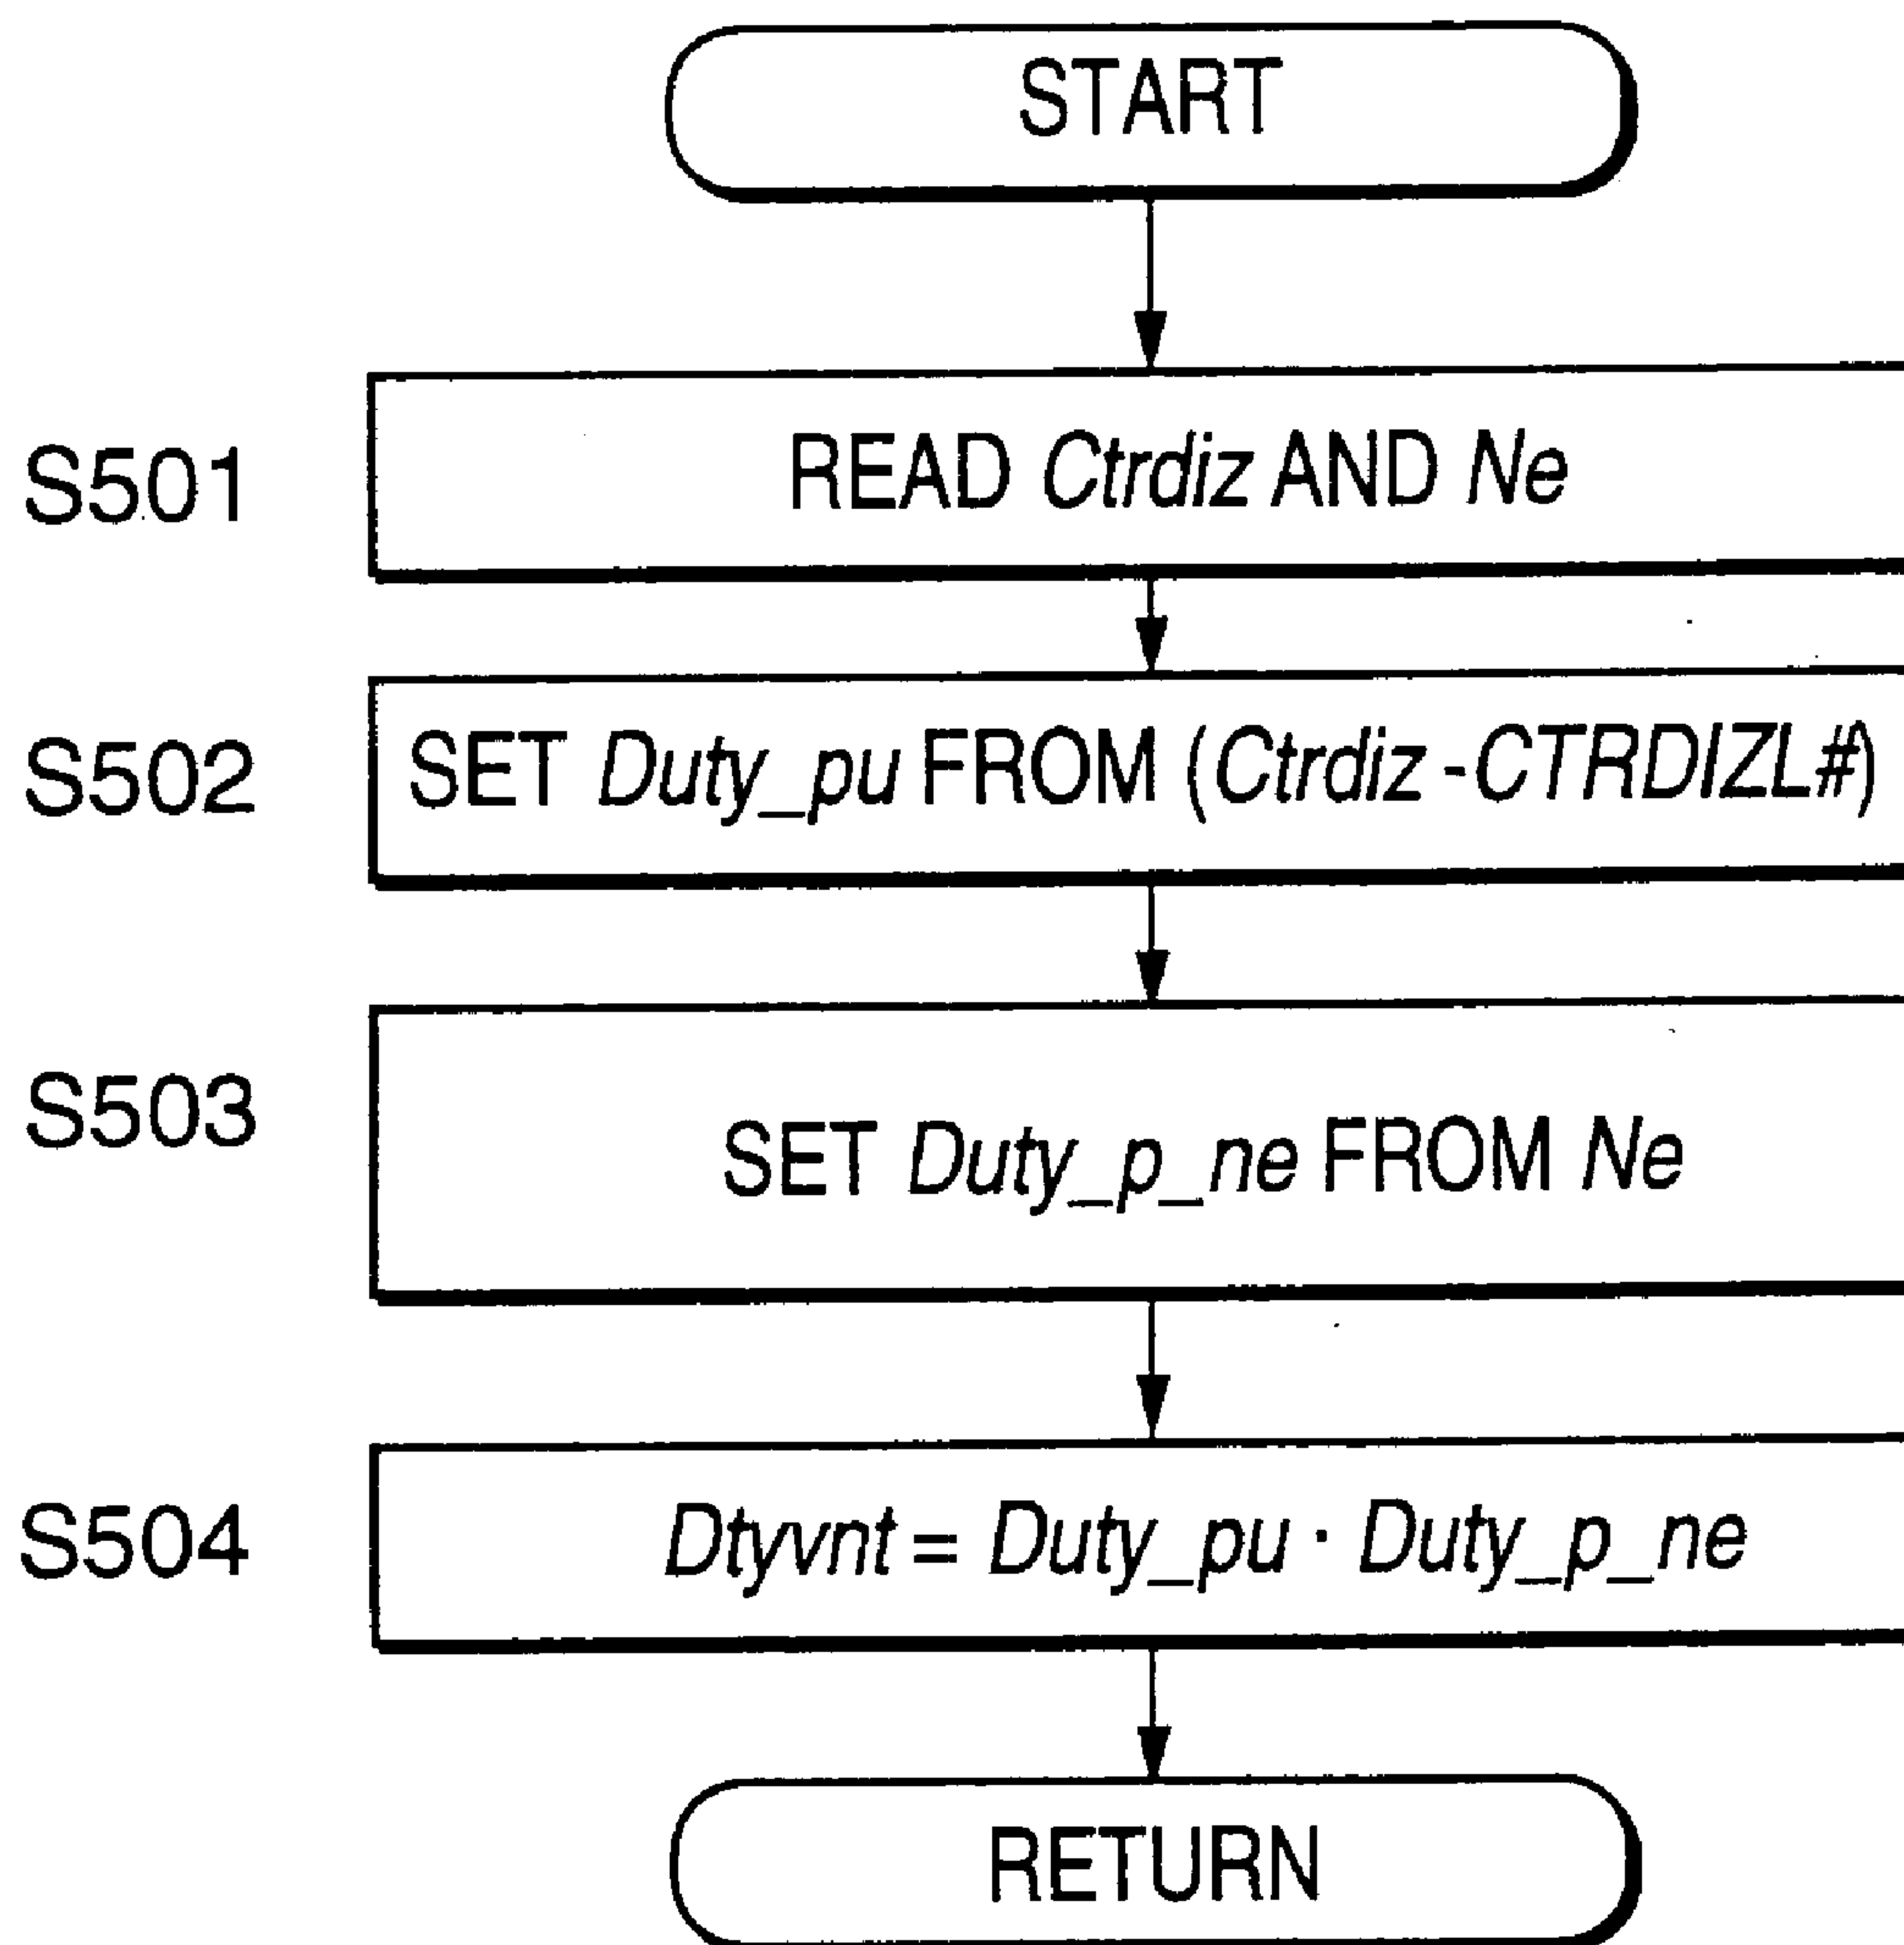 START
S501 READ Ctrdiz AND Ne
S502 SET Duty_pu FROM (Ctrdiz -CTRDIZL#)
S503 SET Duty_p_ne FROM Ne
S504 Dtyvnt = Duty_pu · Duty_p_ne
RETURN